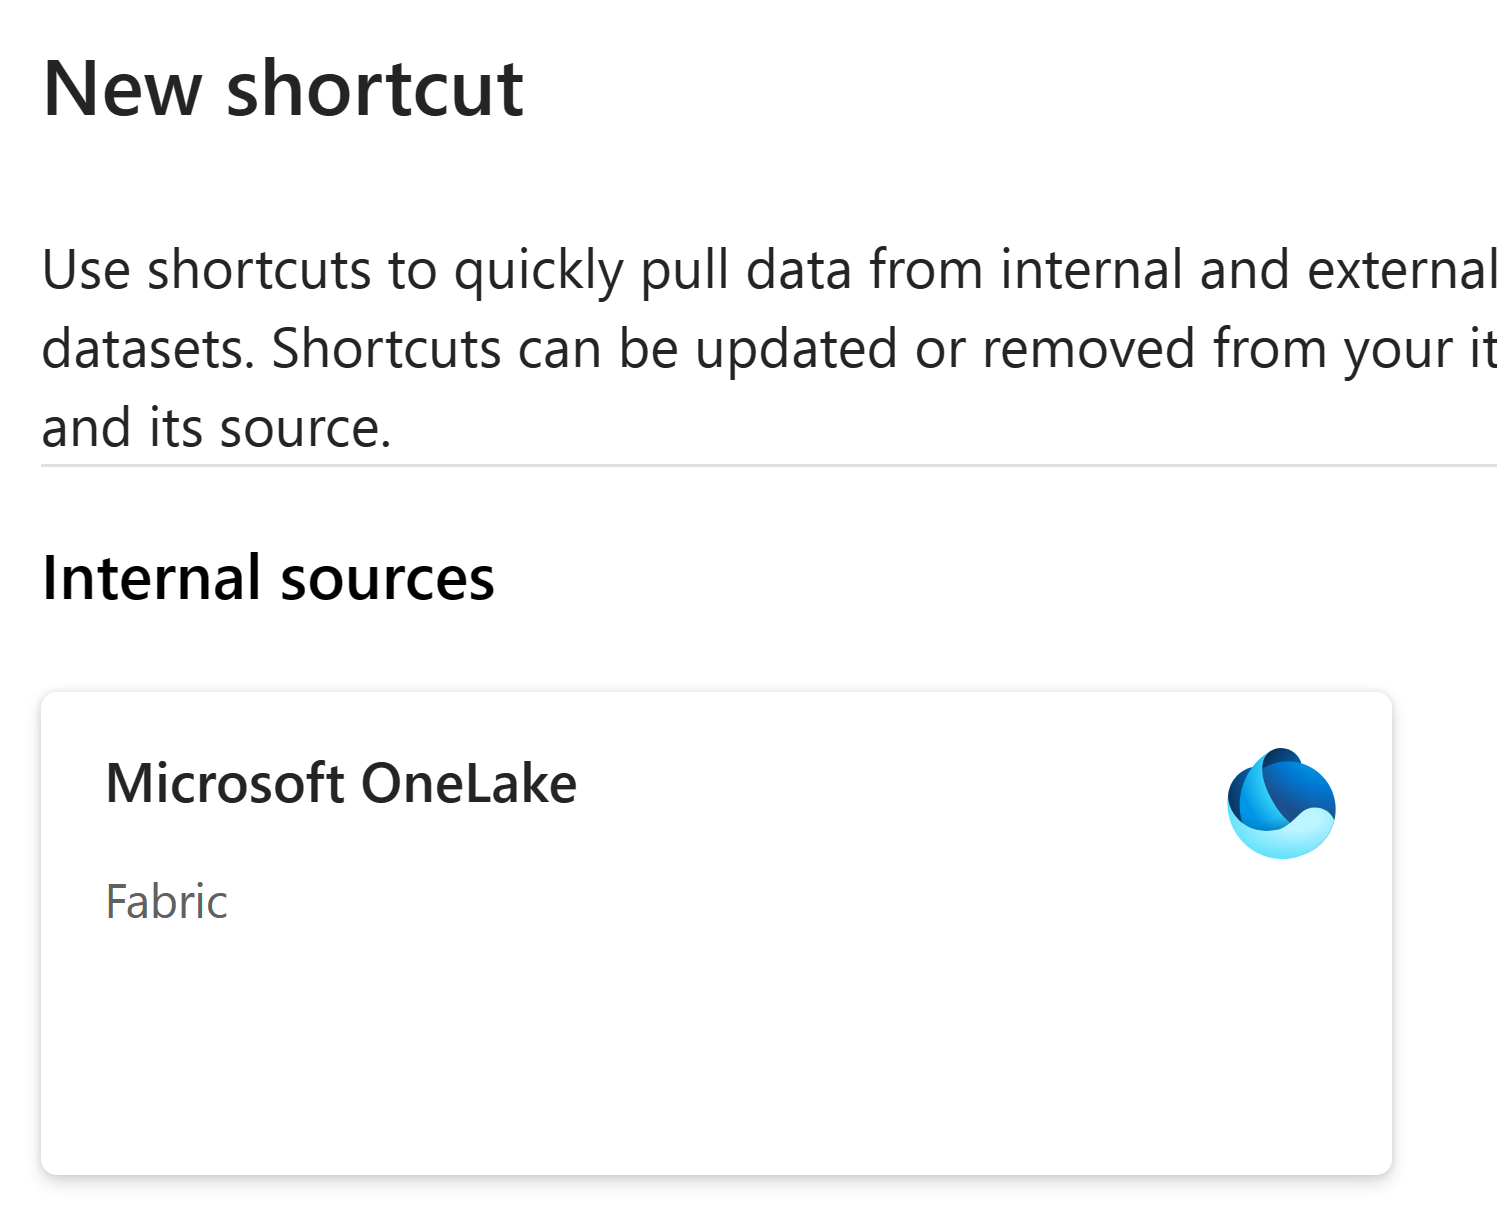 New shortcut
Use shortcuts to quickly pull data from internal and external
datasets. Shortcuts can be updated or removed from your it
and its source.
Internal sources
Microsoft OneLake
Fabric